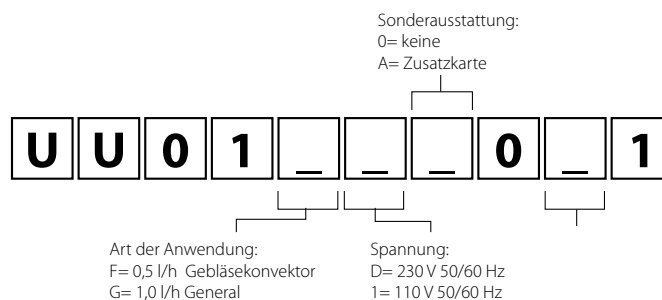 Sonderausstattung:
0= keine
A= Zusatzkarte
U U 0 1 _ _ _ 0 _ 1
Art der Anwendung:
F= 0,5 l/h Gebläsekonvektor
G= 1,0 l/h General
Spannung:
D= 230 V 50/60 Hz
1= 110 V 50/60 Hz